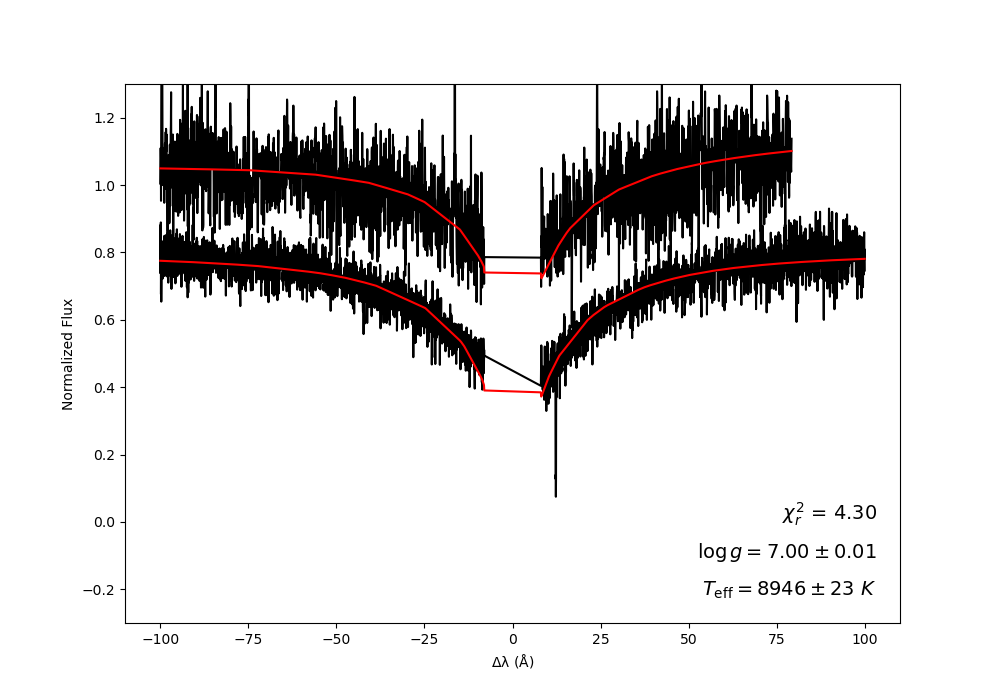 1.2
1.0
0.8
0.6
0.4
0.2
0.0
−0.2
Normalized Flux
χ²ᵣ = 4.30
log g = 7.00 ± 0.01
T_eff = 8946 ± 23 K
−100 −75 −50 −25 0 25 50 75 100
Δλ (Å)